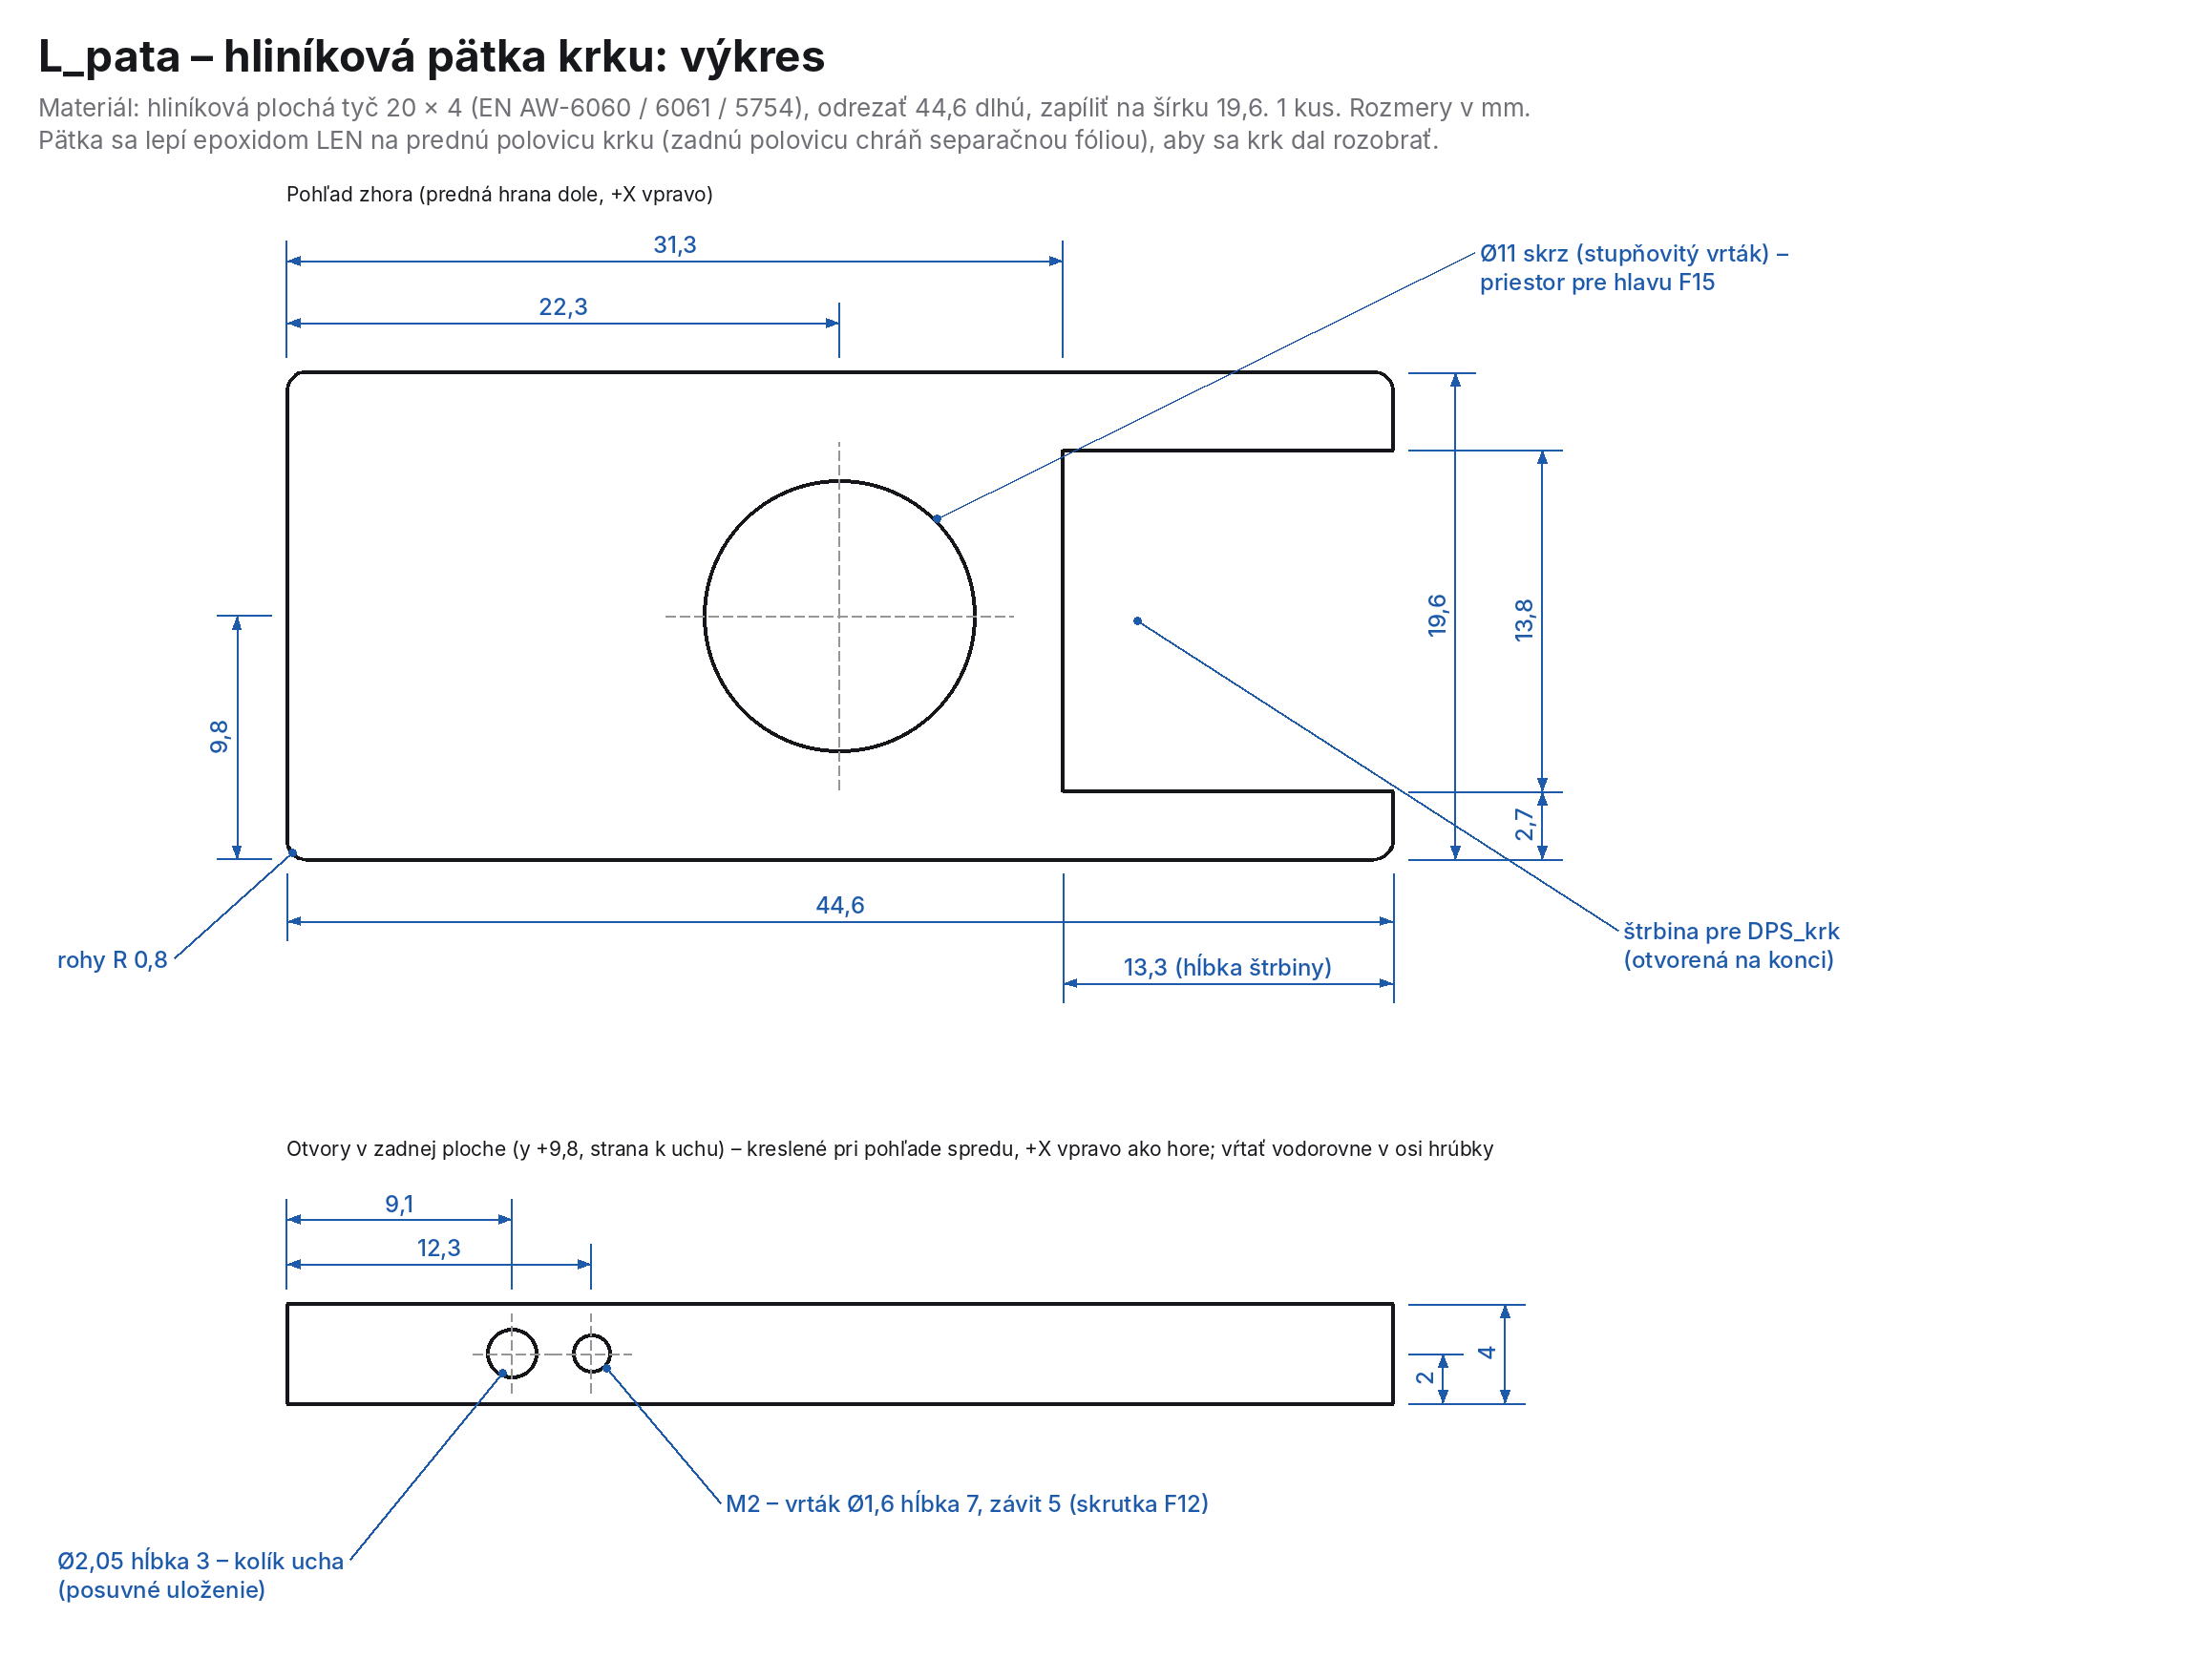 L_pata – hliníková pätka krku: výkres
Materiál: hliníková plochá tyč 20 × 4 (EN AW-6060 / 6061 / 5754), odrezať 44,6 dlhú, zapíliť na šírku 19,6. 1 kus. Rozmery v mm.
Pätka sa lepí epoxidom LEN na prednú polovicu krku (zadnú polovicu chráň separačnou fóliou), aby sa krk dal rozobrať.
Pohľad zhora (predná hrana dole, +X vpravo)
31,3
Ø11 skrz (stupňovitý vrták) –
priestor pre hlavu F15
22,3
19,6
13,8
9,8
2,7
44,6
rohy R 0,8
13,3 (hĺbka štrbiny)
štrbina pre DPS_krk
(otvorená na konci)
Otvory v zadnej ploche (y +9,8, strana k uchu) – kreslené pri pohľade spredu, +X vpravo ako hore; vŕtať vodorovne v osi hrúbky
9,1
12,3
4
2
M2 – vrták Ø1,6 hĺbka 7, závit 5 (skrutka F12)
Ø2,05 hĺbka 3 – kolík ucha
(posuvné uloženie)